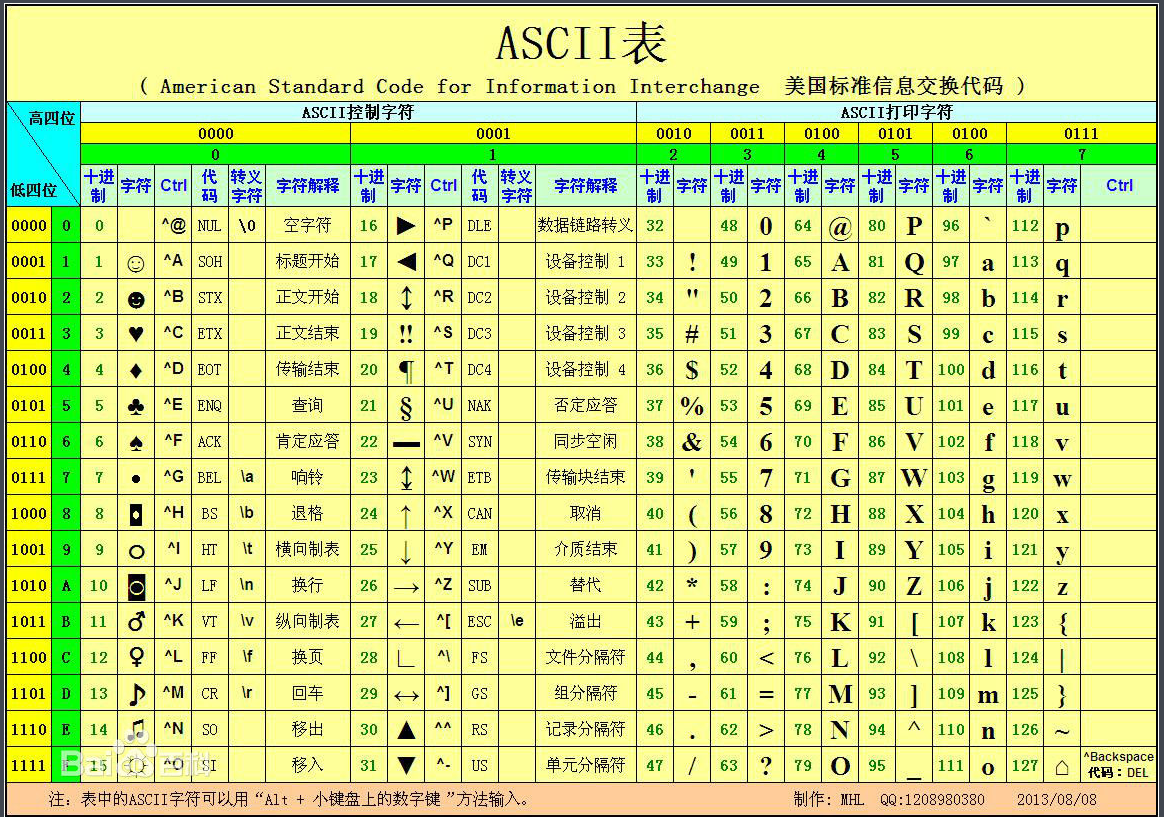 ASCII表
( American Standard Code for Information Interchange 美国标准信息交换代码 )
高四位 ASCII控制字符 ASCII打印字符
0000 0001 0010 0011 0100 0101 0100 0111
0 1 2 3 4 5 6 7
低四位 十进制 字符 Ctrl 代码 转义字符 字符解释 十进制 字符 Ctrl 代码 转义字符 字符解释 十进制 字符 十进制 字符 十进制 字符 十进制 字符 十进制 字符 十进制 字符 Ctrl
0000 0 0 ^@ NUL \0 空字符 16 ► ^P DLE 数据链路转义 32 48 0 64 @ 80 P 96 ` 112 p
0001 1 1 ☺ ^A SOH 标题开始 17 ◄ ^Q DC1 设备控制 1 33 ! 49 1 65 A 81 Q 97 a 113 q
0010 2 2 ☻ ^B STX 正文开始 18 ↕ ^R DC2 设备控制 2 34 " 50 2 66 B 82 R 98 b 114 r
0011 3 3 ♥ ^C ETX 正文结束 19 ‼ ^S DC3 设备控制 3 35 # 51 3 67 C 83 S 99 c 115 s
0100 4 4 ♦ ^D EOT 传输结束 20 ¶ ^T DC4 设备控制 4 36 $ 52 4 68 D 84 T 100 d 116 t
0101 5 5 ♣ ^E ENQ 查询 21 § ^U NAK 否定应答 37 % 53 5 69 E 85 U 101 e 117 u
0110 6 6 ♠ ^F ACK 肯定应答 22 ▬ ^V SYN 同步空闲 38 & 54 6 70 F 86 V 102 f 118 v
0111 7 7 • ^G BEL \a 响铃 23 ↨ ^W ETB 传输块结束 39 ' 55 7 71 G 87 W 103 g 119 w
1000 8 8 ◘ ^H BS \b 退格 24 ↑ ^X CAN 取消 40 ( 56 8 72 H 88 X 104 h 120 x
1001 9 9 ○ ^I HT \t 横向制表 25 ↓ ^Y EM 介质结束 41 ) 57 9 73 I 89 Y 105 i 121 y
1010 A 10 ◙ ^J LF \n 换行 26 → ^Z SUB 替代 42 * 58 : 74 J 90 Z 106 j 122 z
1011 B 11 ♂ ^K VT \v 纵向制表 27 ← ^[ ESC \e 溢出 43 + 59 ; 75 K 91 [ 107 k 123 {
1100 C 12 ♀ ^L FF \f 换页 28 ∟ ^\ FS 文件分隔符 44 , 60 < 76 L 92 \ 108 l 124 |
1101 D 13 ♪ ^M CR \r 回车 29 ↔ ^] GS 组分隔符 45 - 61 = 77 M 93 ] 109 m 125 }
1110 E 14 ♫ ^N SO 移出 30 ▲ ^^ RS 记录分隔符 46 . 62 > 78 N 94 ^ 110 n 126 ~
1111 F 15 ☼ ^O SI 移入 31 ▼ ^- US 单元分隔符 47 / 63 ? 79 O 95 _ 111 o 127 ⌂ ^Backspace 代码：DEL
Bai 百科
注：表中的ASCII字符可以用“Alt + 小键盘上的数字键”方法输入。 制作：MHL QQ:1208980380 2013/08/08